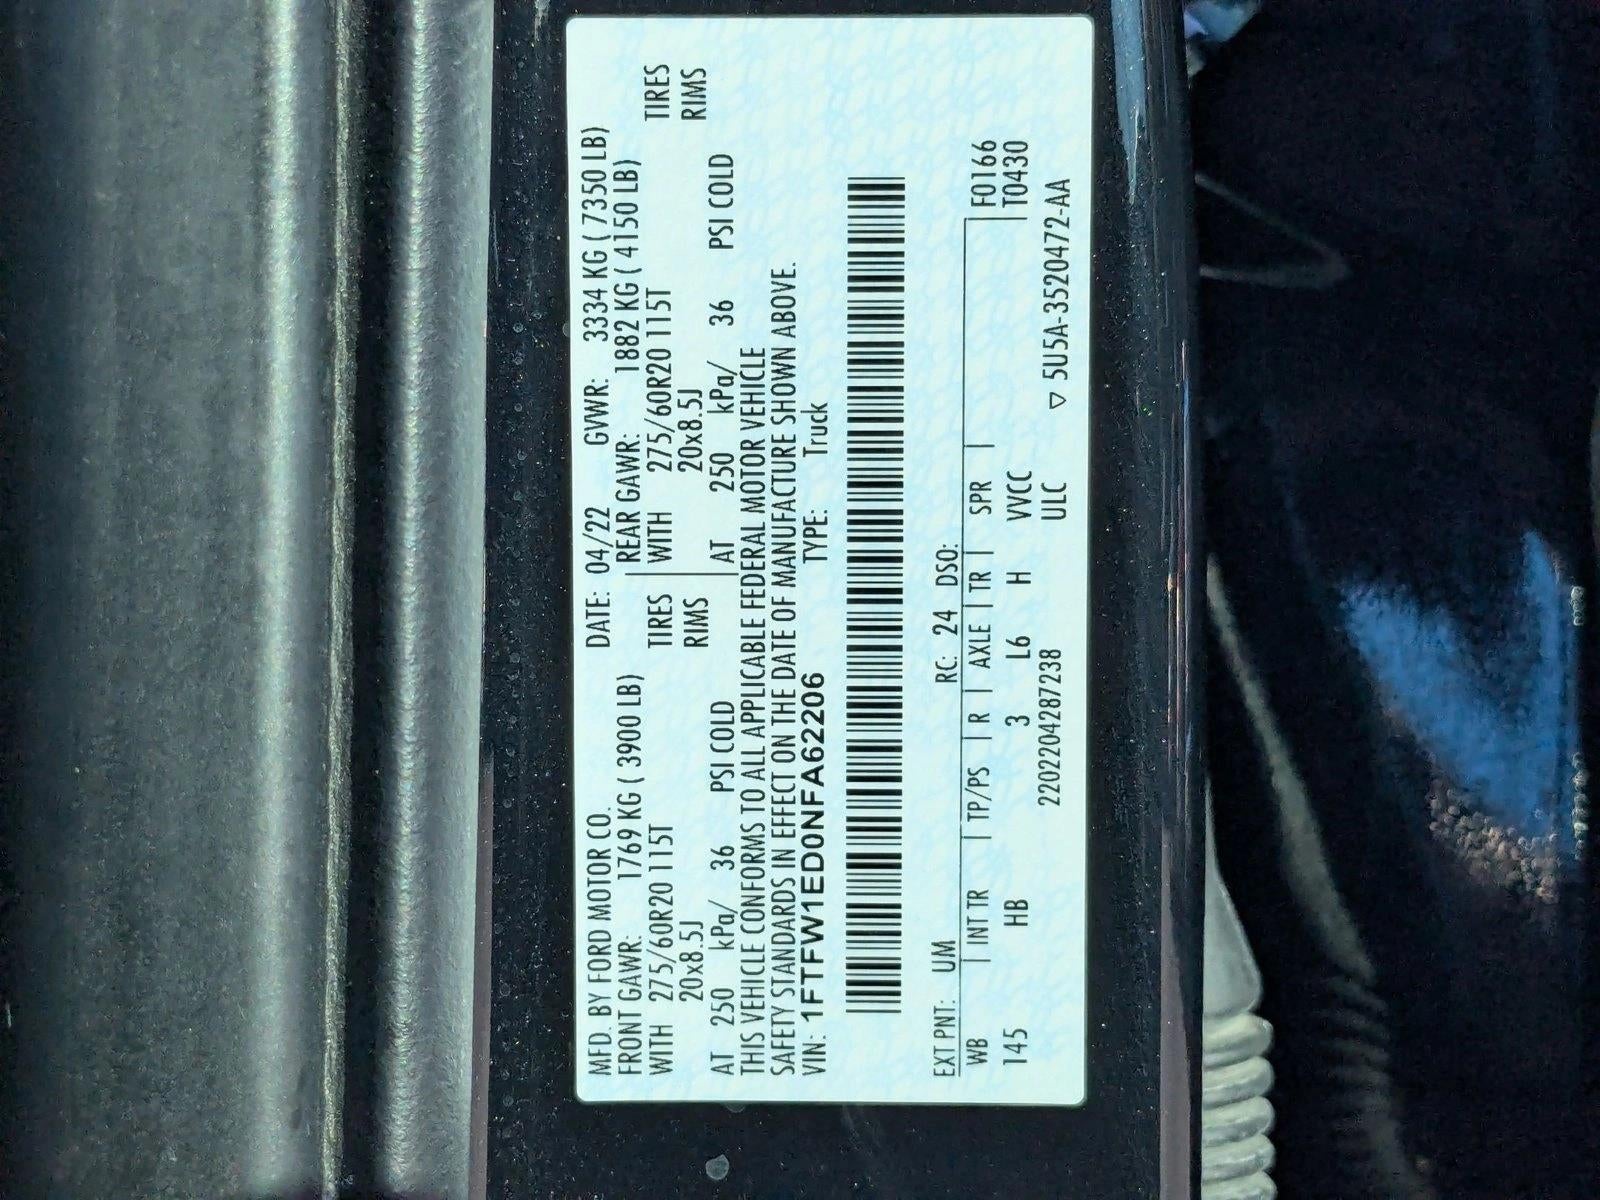 MFD. BY FORD MOTOR CO. DATE: 04/22 GVWR: 3334 KG ( 7350 LB)
FRONT GAWR: 1769 KG ( 3900 LB) REAR GAWR: 1882 KG ( 4150 LB)
WITH 275/60R20 115T TIRES WITH 275/60R20 115T TIRES
20x8.5J RIMS 20x8.5J RIMS
AT 250 kPa/ 36 PSI COLD AT 250 kPa/ 36 PSI COLD
THIS VEHICLE CONFORMS TO ALL APPLICABLE FEDERAL MOTOR VEHICLE
SAFETY STANDARDS IN EFFECT ON THE DATE OF MANUFACTURE SHOWN ABOVE.
VIN: 1FTFW1ED0NFA62206 TYPE: Truck
EXT PNT: UM RC: 24 DSO:
WB | INT TR | TP/PS | R | AXLE | TR | SPR | F0166
145 HB 3 L6 H VVCC T0430
2202204287238 ULC ▽ 5U5A-3520472-AA